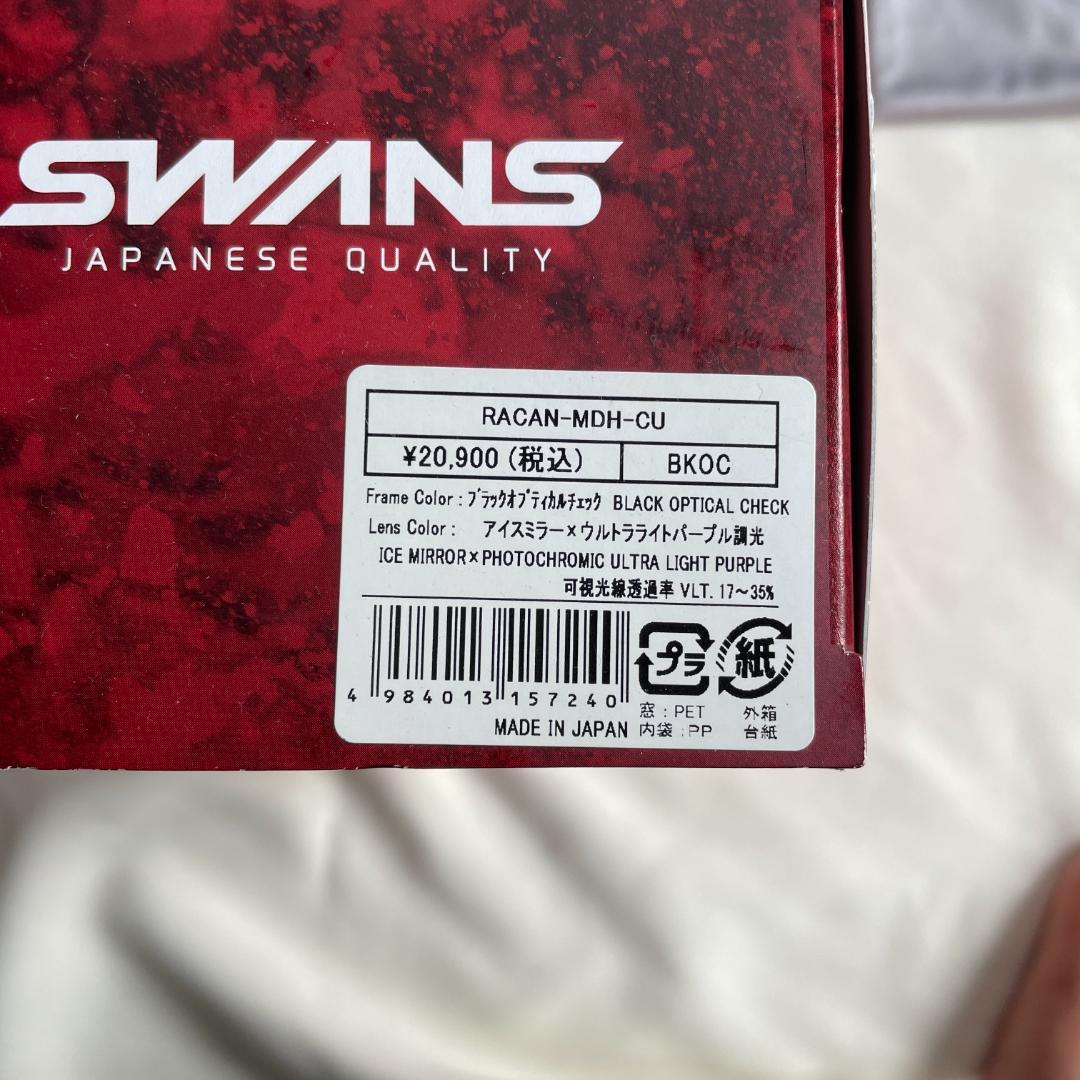 SWANS
JAPANESE QUALITY
RACAN-MDH-CU
¥20,900 (税込) BKOC
Frame Color : ブラックオプティカルチェック BLACK OPTICAL CHECK
Lens Color : アイスミラー×ウルトラライトパープル調光
ICE MIRROR×PHOTOCHROMIC ULTRA LIGHT PURPLE
可視光線透過率 VLT. 17~35%
プラ 紙
4 984013 157240
窓 : PET 外箱
MADE IN JAPAN 内袋 : PP 台紙